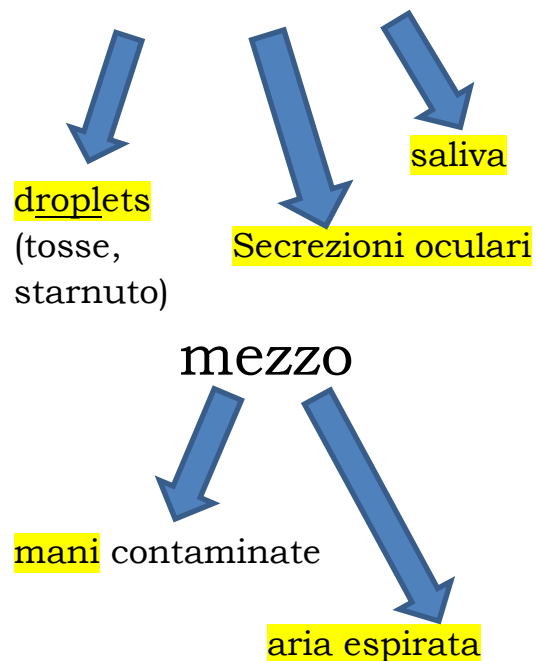 saliva
droplets
(tosse,
starnuto)
Secrezioni oculari
mezzo
mani contaminate
aria espirata